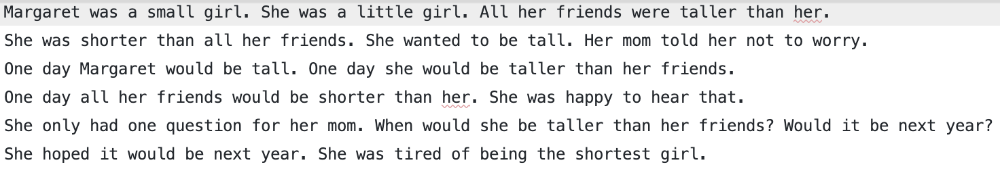 Margaret was a small girl. She was a little girl. All her friends were taller than her.
She was shorter than all her friends. She wanted to be tall. Her mom told her not to worry.
One day Margaret would be tall. One day she would be taller than her friends.
One day all her friends would be shorter than her. She was happy to hear that.
She only had one question for her mom. When would she be taller than her friends? Would it be next year?
She hoped it would be next year. She was tired of being the shortest girl.